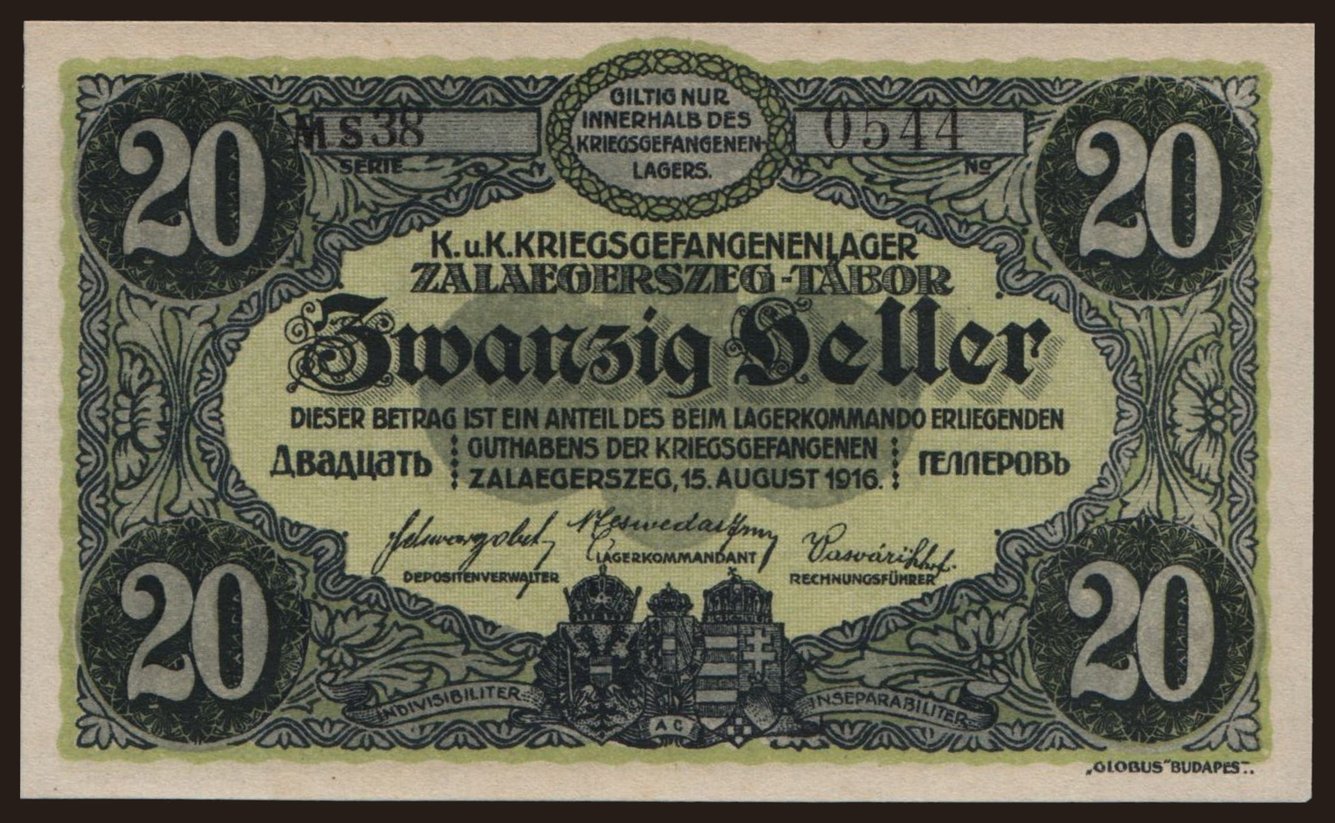 20
MS38
SERIE
GILTIG NUR
INNERHALB DES
KRIEGSGEFANGENEN-
LAGERS.
0544
No
20
K.u.K. KRIEGSGEFANGENENLAGER
ZALAEGERSZEG-TÁBOR
Zwanzig Heller
DIESER BETRAG IST EIN ANTEIL DES BEIM LAGERKOMMANDO ERLIEGENDEN
GUTHABENS DER KRIEGSGEFANGENEN
ZALAEGERSZEG, 15. AUGUST 1916.
Двадцать
геллеровъ
DEPOSITENVERWALTER
LAGERKOMMANDANT
RECHNUNGSFÜHRER
20
INDIVISIBILITER
AC
INSEPARABILITER
20
„GLOBUS" BUDAPEST.